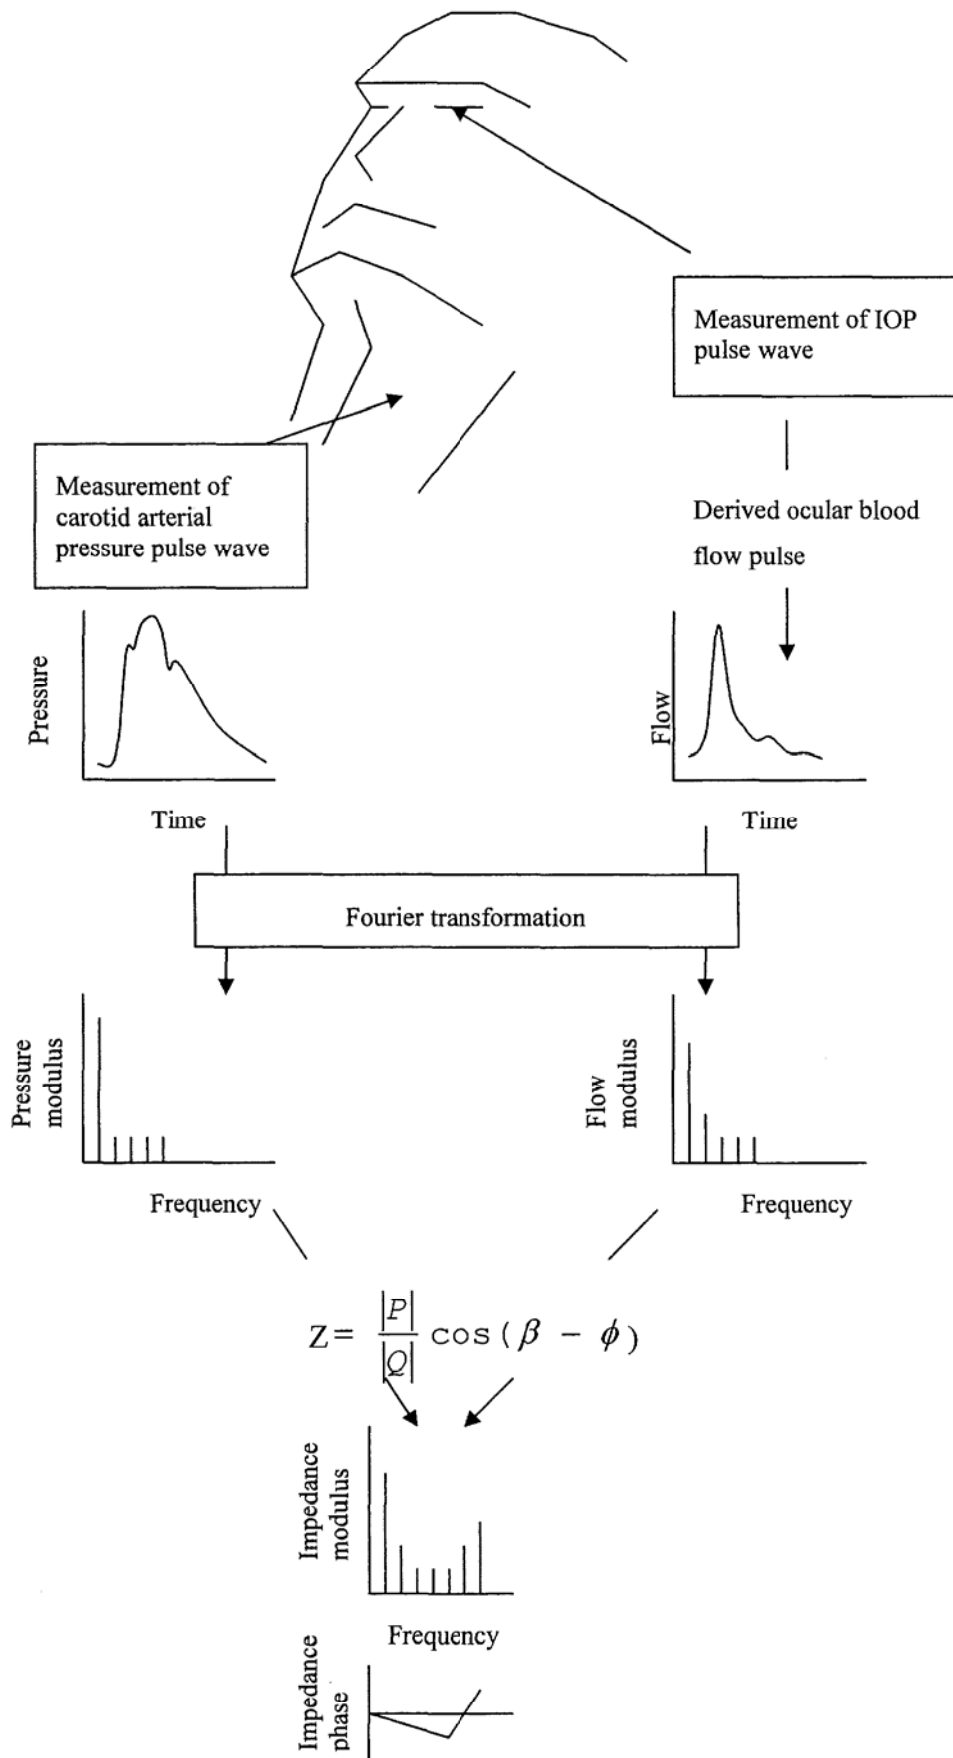 Measurement of IOP
pulse wave
Measurement of
carotid arterial
pressure pulse wave
Derived ocular blood
flow pulse
Pressure
Time
Flow
Time
Fourier transformation
Pressure
modulus
Frequency
Flow
modulus
Frequency
Z= |P|/|Q| cos(β - ϕ)
Impedance
modulus
Frequency
Impedance
phase